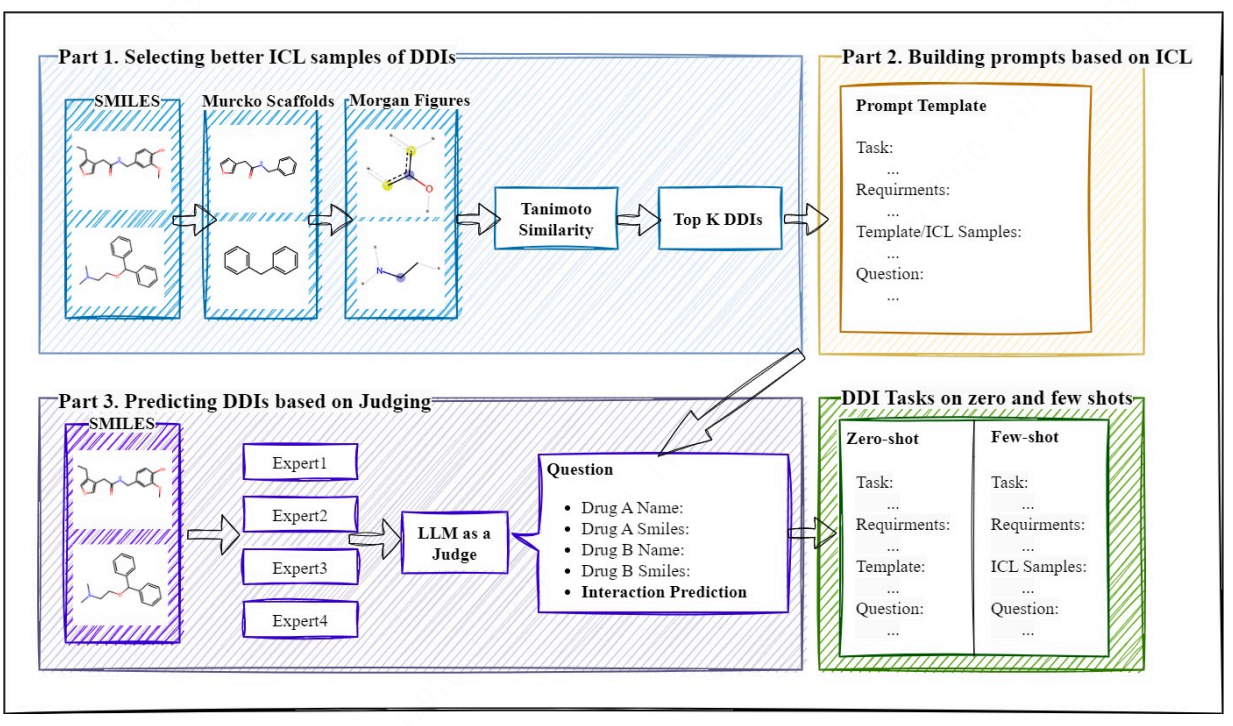 Part 1. Selecting better ICL samples of DDIs
SMILES
Murcko Scaffolds
Morgan Figures
Tanimoto
Similarity
Top K DDIs
Part 2. Building prompts based on ICL
Prompt Template
Task:
...
Requirments:
...
Template/ICL Samples:
...
Question:
...
Part 3. Predicting DDIs based on Judging
SMILES
Expert1
Expert2
Expert3
Expert4
LLM as a
Judge
Question
• Drug A Name:
• Drug A Smiles:
• Drug B Name:
• Drug B Smiles:
• Interaction Prediction
DDI Tasks on zero and few shots
Zero-shot
Task:
...
Requirments:
...
Template:
...
Question:
...
Few-shot
Task:
...
Requirments:
...
ICL Samples:
...
Question:
...